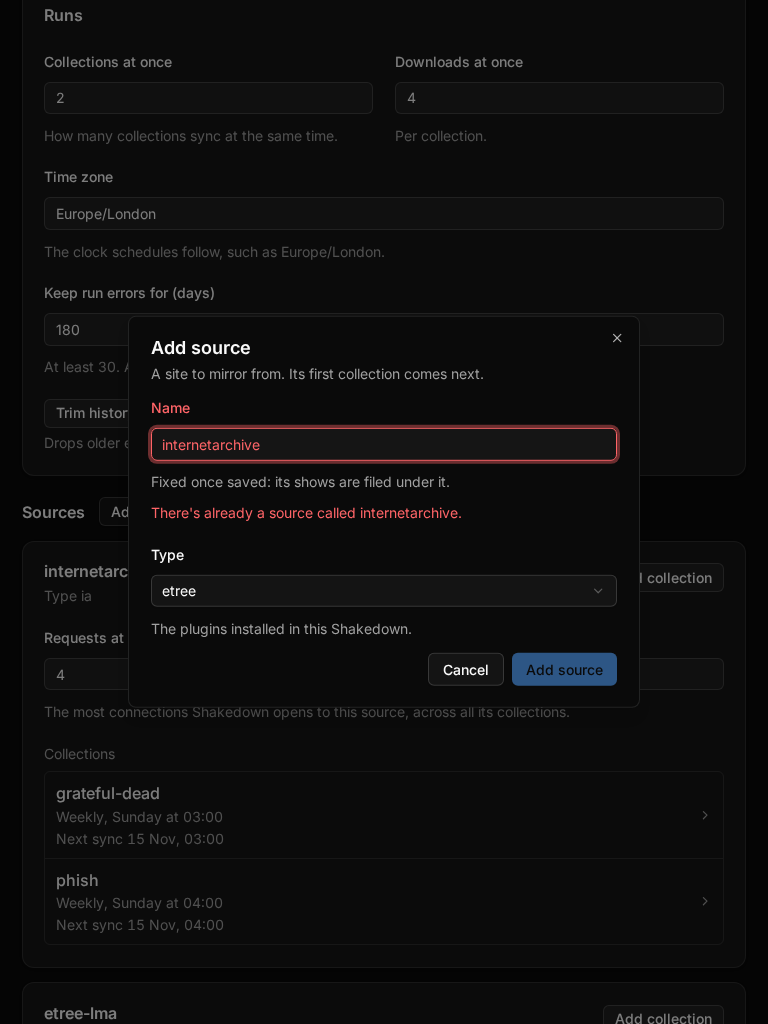 Runs
Collections at once
Downloads at once
2
4
How many collections sync at the same time.
Per collection.
Time zone
Europe/London
The clock schedules follow, such as Europe/London.
Keep run errors for (days)
180
At least 30.
Trim
Drops older
Add source
A site to mirror from. Its first collection comes next.
Name
internetarchive
Fixed once saved: its shows are filed under it.
There's already a source called internetarchive.
Type
etree
The plugins installed in this Shakedown.
Cancel
Add source
Sources
collection
Type ia
Requests at
4
The most connections Shakedown opens to this source, across all its collections.
Collections
grateful-dead
Weekly, Sunday at 03:00
Next sync 15 Nov, 03:00
phish
Weekly, Sunday at 04:00
Next sync 15 Nov, 04:00
etree-lma
Add collection